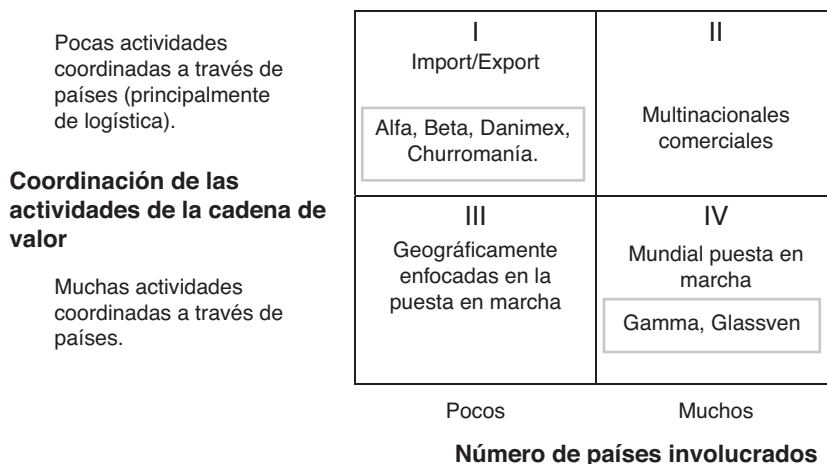 Pocas actividades
coordinadas a través de
países (principalmente
de logística).
Coordinación de las
actividades de la cadena de
valor
Muchas actividades
coordinadas a través de
países.
I
Import/Export
Alfa, Beta, Danimex,
Churromanía.
II
Multinacionales
comerciales
III
Geográficamente
enfocadas en la
puesta en marcha
IV
Mundial puesta en
marcha
Gamma, Glassven
Pocos
Muchos
Número de países involucrados